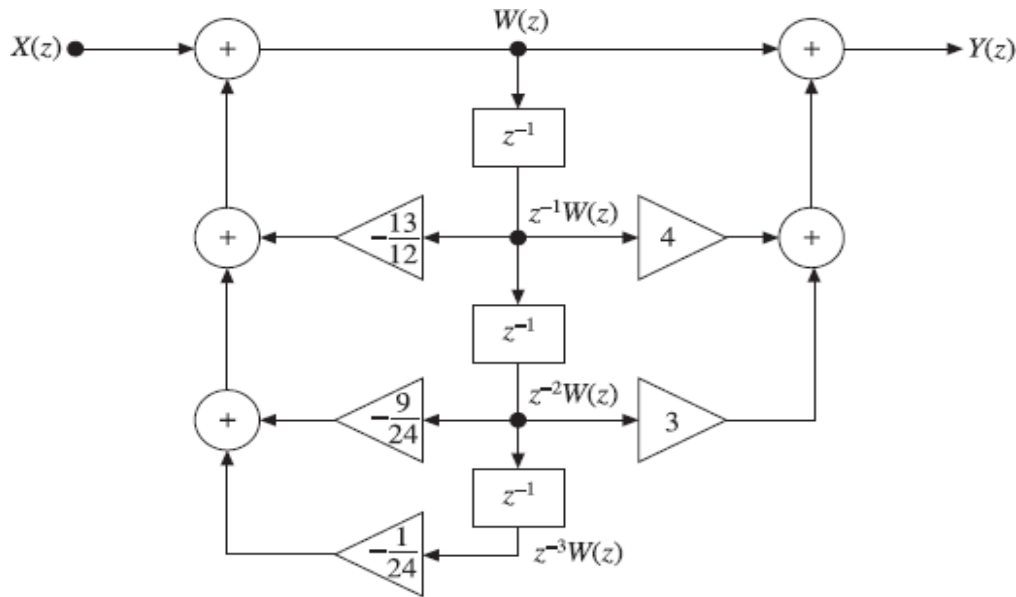 W(z)
X(z) + + Y(z)
z⁻¹
z⁻¹W(z)
+ −13/12 4 +
z⁻¹
z⁻²W(z)
+ −9/24 3
z⁻¹
−1/24 z⁻³W(z)